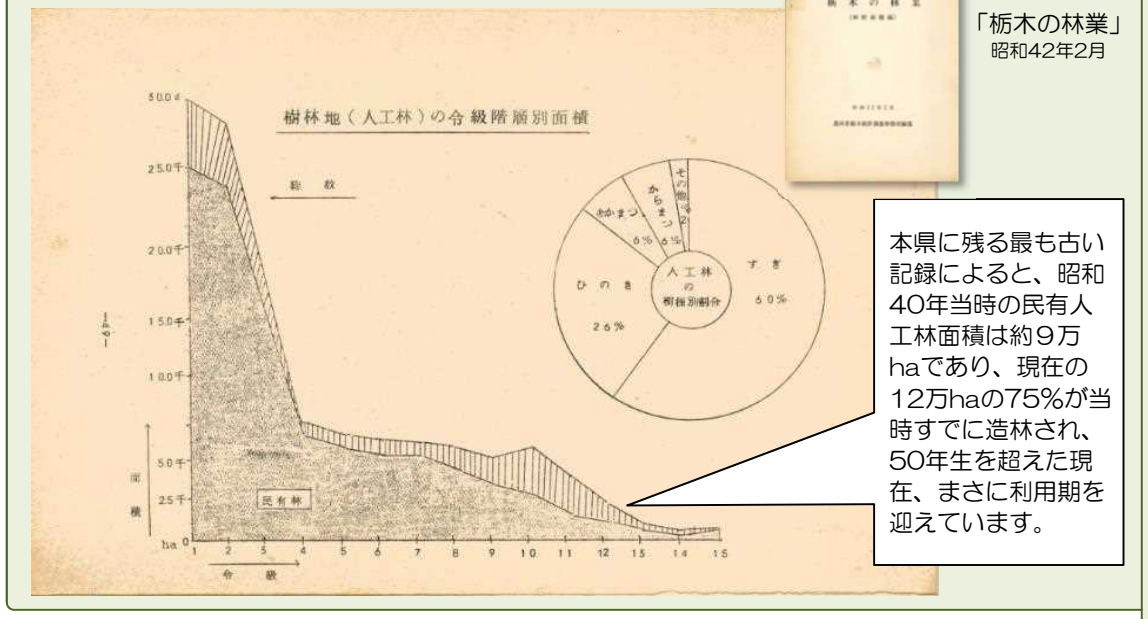 栃木の林業
「栃木の林業」
昭和42年2月
樹林地(人工林)の令級階層別面積
総数
30.0千
25.0千
20.0千
15.0千
10.0千
5.0千
2.5千
ha 0
面積
民有林
1 2 3 4 5 6 7 8 9 10 11 12 13 14 15
令級
―49―
その他 2%
からまつ
6%
あかまつ
6%
ひのき
26%
すぎ
60%
人工林
の
樹種別割合
本県に残る最も古い
記録によると、昭和
40年当時の民有人
工林面積は約9万
haであり、現在の
12万haの75%が当
時すでに造林され、
50年生を超えた現
在、まさに利用期を
迎えています。